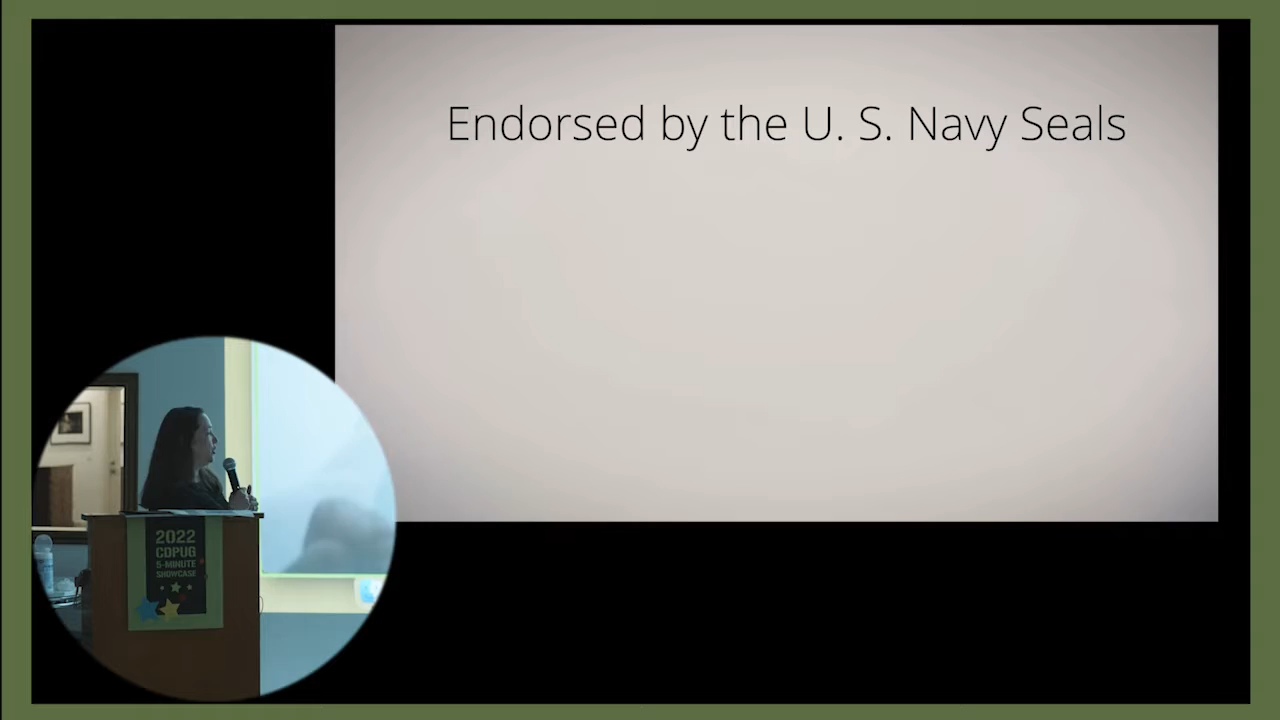 Endorsed by the U. S. Navy Seals
2022
CDPUG
5-MINUTE
SHOWCASE